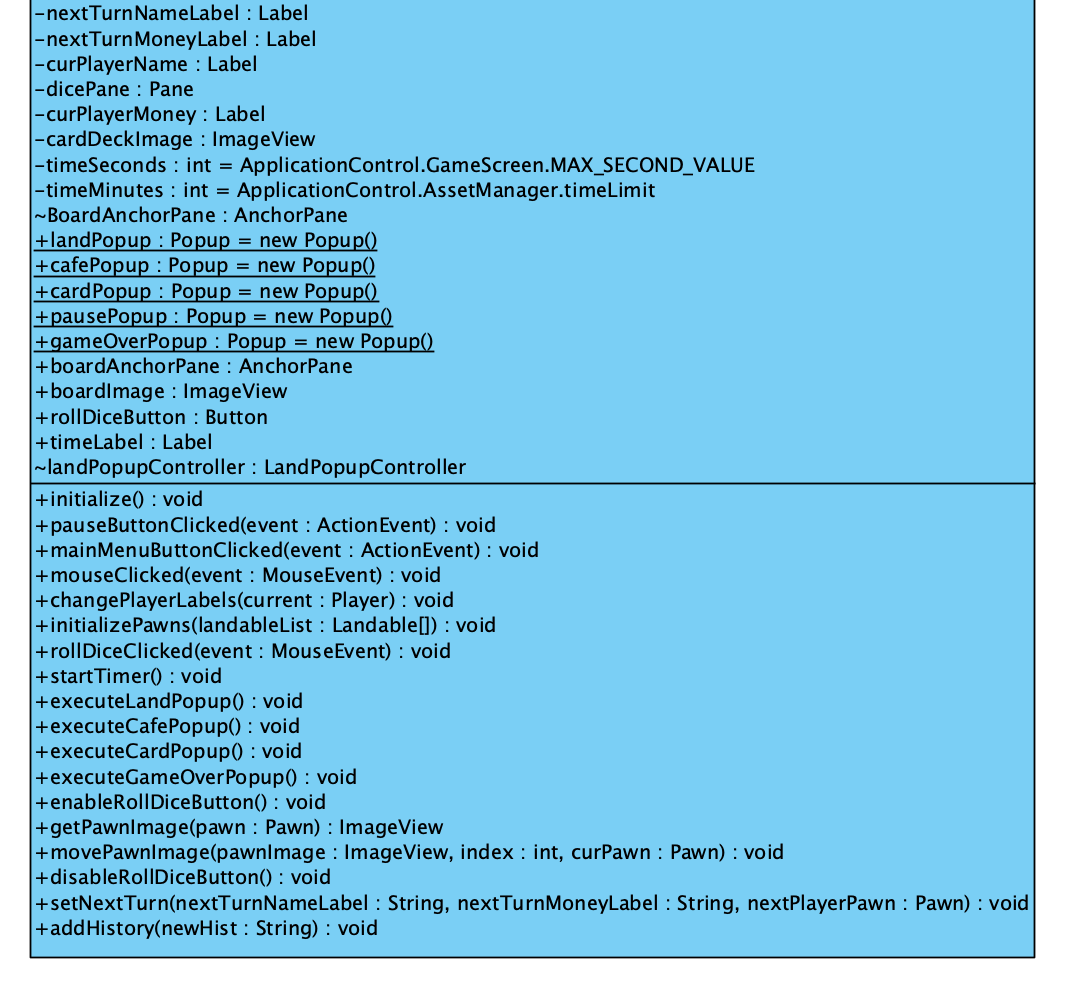 -nextTurnNameLabel : Label
-nextTurnMoneyLabel : Label
-curPlayerName : Label
-dicePane : Pane
-curPlayerMoney : Label
-cardDeckImage : ImageView
-timeSeconds : int = ApplicationControl.GameScreen.MAX_SECOND_VALUE
-timeMinutes : int = ApplicationControl.AssetManager.timeLimit
~BoardAnchorPane : AnchorPane
+landPopup : Popup = new Popup()
+cafePopup : Popup = new Popup()
+cardPopup : Popup = new Popup()
+pausePopup : Popup = new Popup()
+gameOverPopup : Popup = new Popup()
+boardAnchorPane : AnchorPane
+boardImage : ImageView
+rollDiceButton : Button
+timeLabel : Label
~landPopupController : LandPopupController
+initialize() : void
+pauseButtonClicked(event : ActionEvent) : void
+mainMenuButtonClicked(event : ActionEvent) : void
+mouseClicked(event : MouseEvent) : void
+changePlayerLabels(current : Player) : void
+initializePawns(landableList : Landable[]) : void
+rollDiceClicked(event : MouseEvent) : void
+startTimer() : void
+executeLandPopup() : void
+executeCafePopup() : void
+executeCardPopup() : void
+executeGameOverPopup() : void
+enableRollDiceButton() : void
+getPawnImage(pawn : Pawn) : ImageView
+movePawnImage(pawnImage : ImageView, index : int, curPawn : Pawn) : void
+disableRollDiceButton() : void
+setNextTurn(nextTurnNameLabel : String, nextTurnMoneyLabel : String, nextPlayerPawn : Pawn) : void
+addHistory(newHist : String) : void